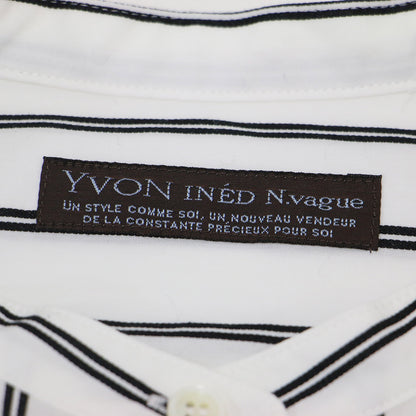 YVON INÉD N.vague
UN STYLE COMME SOI, UN NOUVEAU VENDEUR
DE LA CONSTANTE PRÉCIEUX POUR SOI